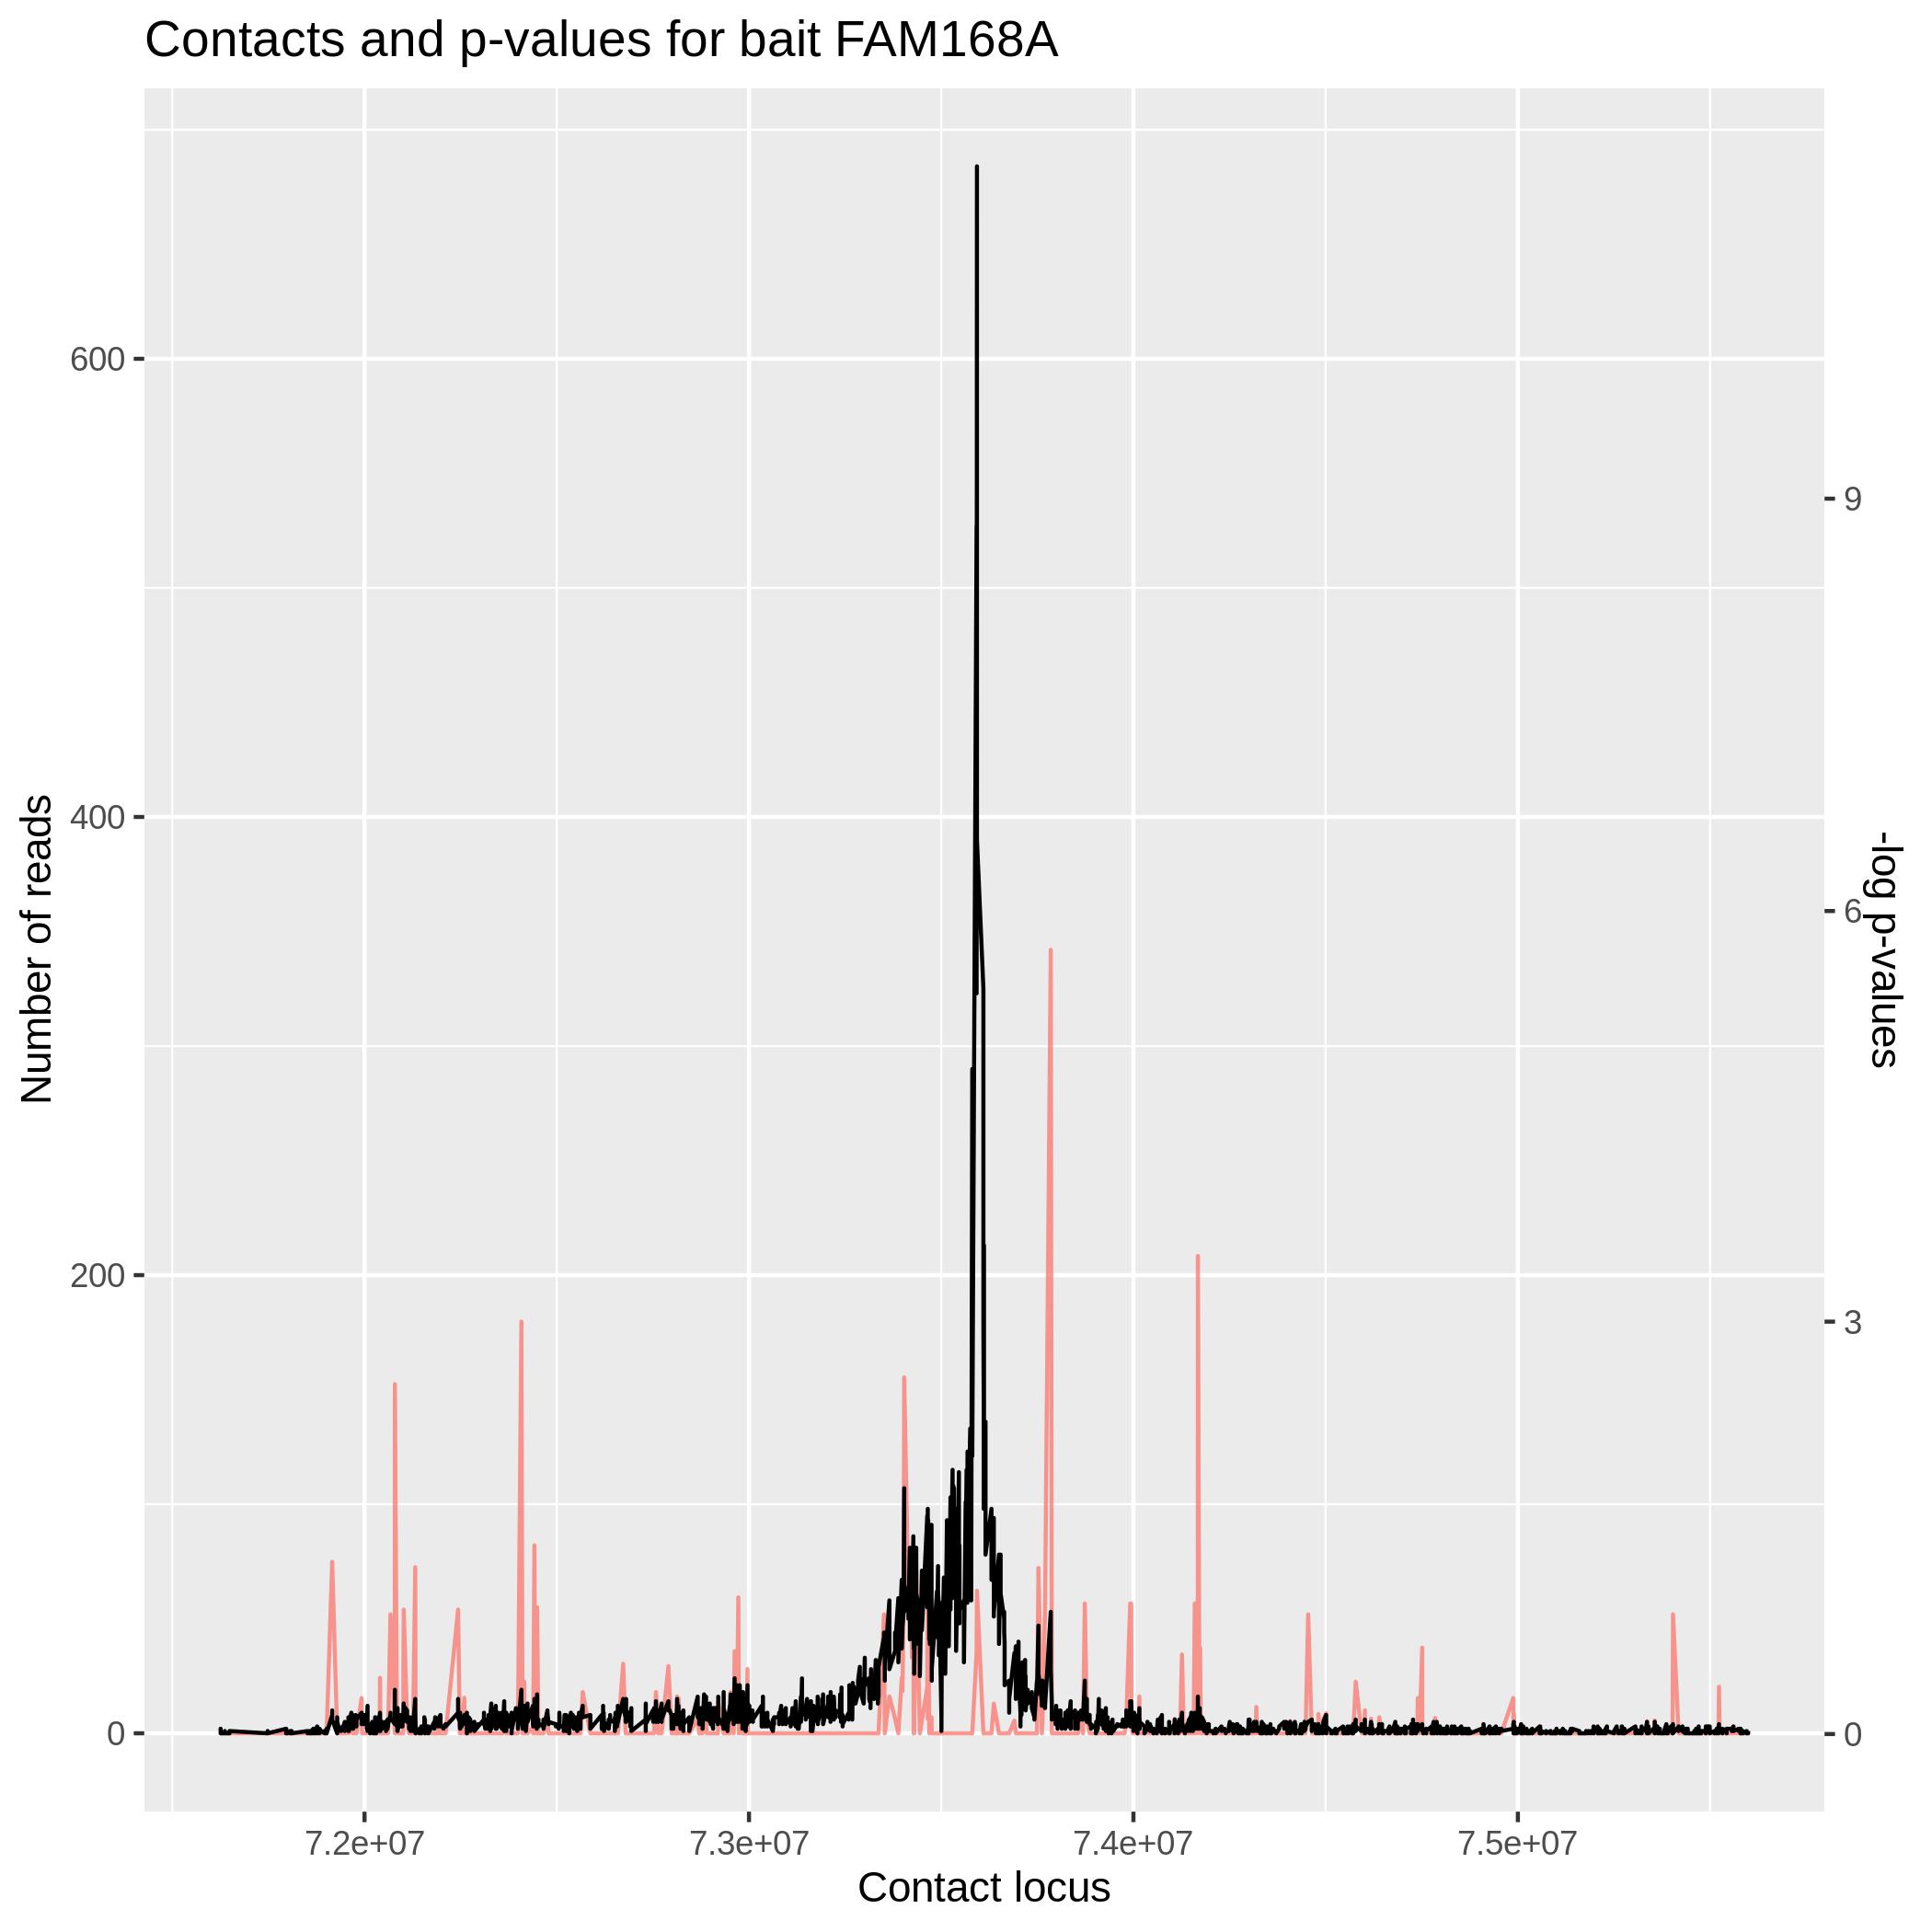 Contacts and p-values for bait FAM168A
600
400
200
0
9
6
3
0
Number of reads
-log p-values
7.2e+07
7.3e+07
7.4e+07
7.5e+07
Contact locus